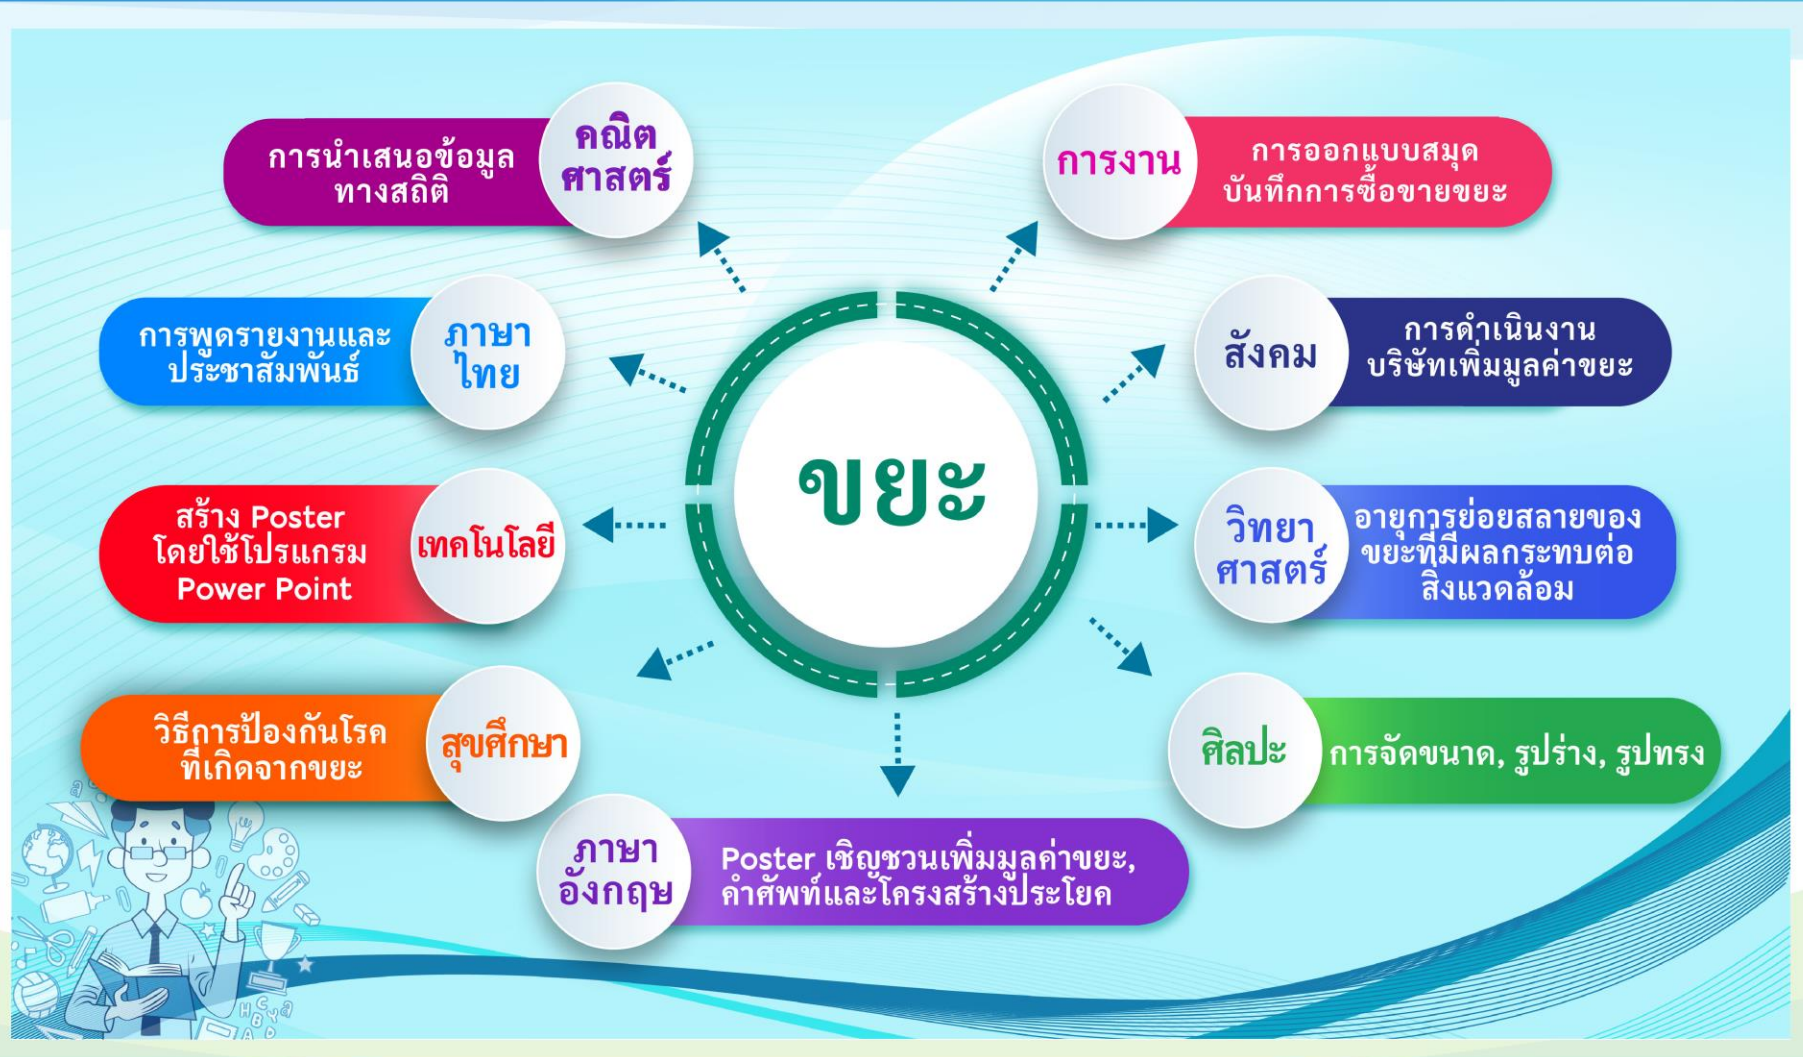 คณิต
ศาสตร์
การนำเสนอข้อมูล
ทางสถิติ
การงาน
การออกแบบสมุด
บันทึกการซื้อขายขยะ
ภาษา
ไทย
การพูดรายงานและ
ประชาสัมพันธ์
สังคม
การดำเนินงาน
บริษัทเพิ่มมูลค่าขยะ
ขยะ
เทคโนโลยี
สร้าง Poster
โดยใช้โปรแกรม
Power Point
วิทยา
ศาสตร์
อายุการย่อยสลายของ
ขยะที่มีผลกระทบต่อ
สิ่งแวดล้อม
สุขศึกษา
วิธีการป้องกันโรค
ที่เกิดจากขยะ
ศิลปะ
การจัดขนาด, รูปร่าง, รูปทรง
ภาษา
อังกฤษ
Poster เชิญชวนเพิ่มมูลค่าขยะ,
คำศัพท์และโครงสร้างประโยค